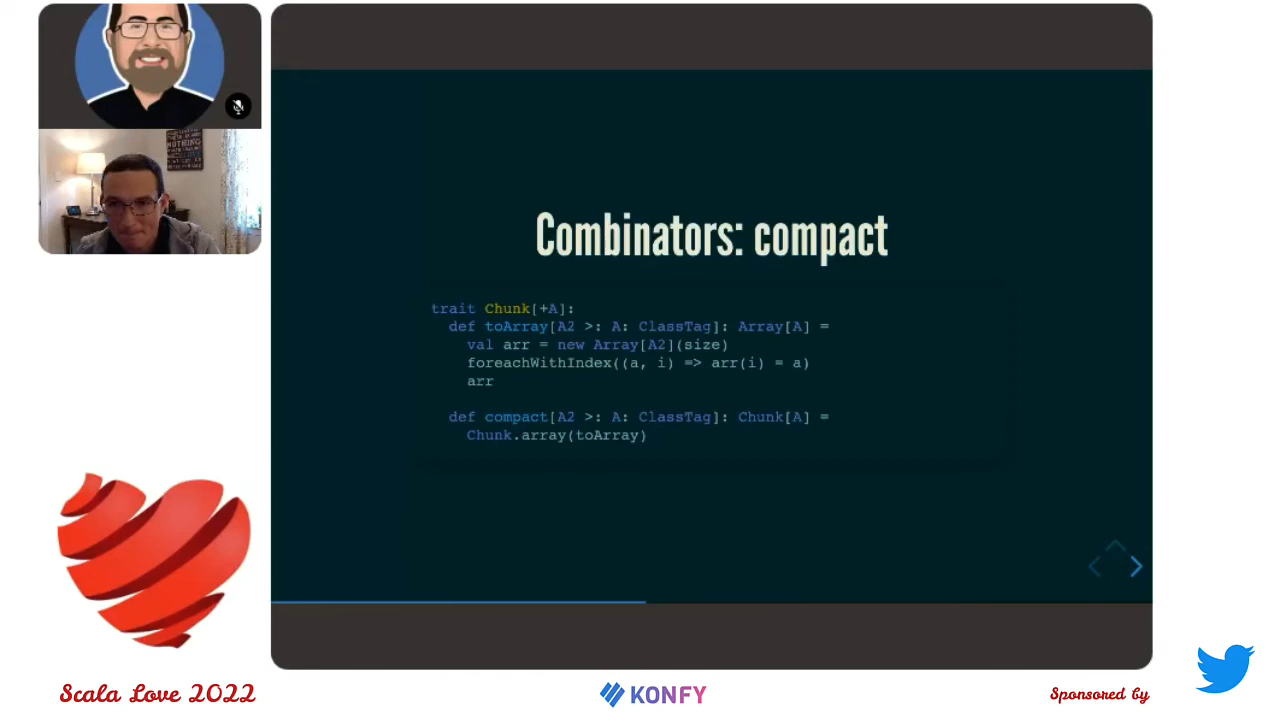 NOTHING
Combinators: compact
trait Chunk[+A]:
def toArray[A2 >: A: ClassTag]: Array[A] =
val arr = new Array[A2](size)
foreachWithIndex((a, i) => arr(i) = a)
arr
def compact[A2 >: A: ClassTag]: Chunk[A] =
Chunk.array(toArray)
Scala Love 2022
KONFY
Sponsored by